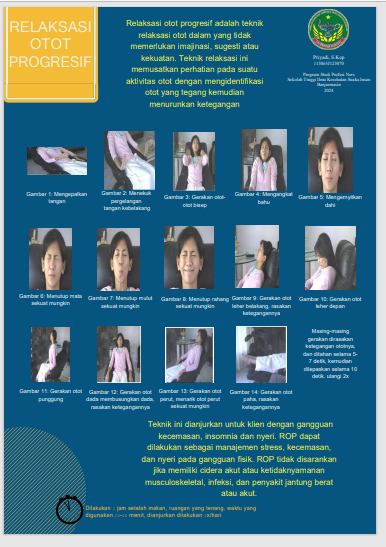 RELAKSASI
OTOT
PROGRESIF
Relaksasi otot progresif adalah teknik
relaksasi otot dalam yang tidak
memerlukan imajinasi, sugesti atau
kekuatan. Teknik relaksasi ini
memusatkan perhatian pada suatu
aktivitas otot dengan mengidentifikasi
otot yang tegang kemudian
menurunkan ketegangan
Priyadi, S.Kep
Program Studi Profesi Ners
Sekolah Tinggi Ilmu Kesehatan Suaka Insan
Banjarmasin
2024
Gambar 1: Mengepalkan
tangan
Gambar 2: Menekuk
pergelangan
tangan kebelakang
Gambar 3: Gerakan otot-
otot bisep
Gambar 4: Mengangkat
bahu
Gambar 5: Mengernyitkan
dahi
Gambar 6: Menutup mata
sekuat mungkin
Gambar 7: Menutup mulut
sekuat mungkin
Gambar 8: Menutup rahang
sekuat mungkin
Gambar 9: Gerakan otot
leher belakang, rasakan
ketegangannya
Gambar 10: Gerakan otot
leher depan
Gambar 11: Gerakan otot
punggung
Gambar 12: Gerakan otot
dada membusungkan dada,
rasakan ketegangannya
Gambar 13: Gerakan otot
perut, menarik otot perut
sekuat mungkin
Gambar 14: Gerakan otot
paha, rasakan
ketegangannya
Masing-masing
gerakan dirasakan
ketegangan ototnya,
dan ditahan selama 5-
7 detik, kemudian
dilepaskan selama 10
detik. ulangi 2x
Teknik ini dianjurkan untuk klien dengan gangguan
kecemasan, insomnia dan nyeri. ROP dapat
dilakukan sebagai manajemen stress, kecemasan,
dan nyeri pada gangguan fisik. ROP tidak disarankan
jika memiliki cidera akut atau ketidaknyamanan
musculoskeletal, infeksi, dan penyakit jantung berat
atau akut.
Dilakukan jam setelah makan, ruangan yang tenang, waktu yang
digunakan menit, dianjurkan dilakukan x/hari